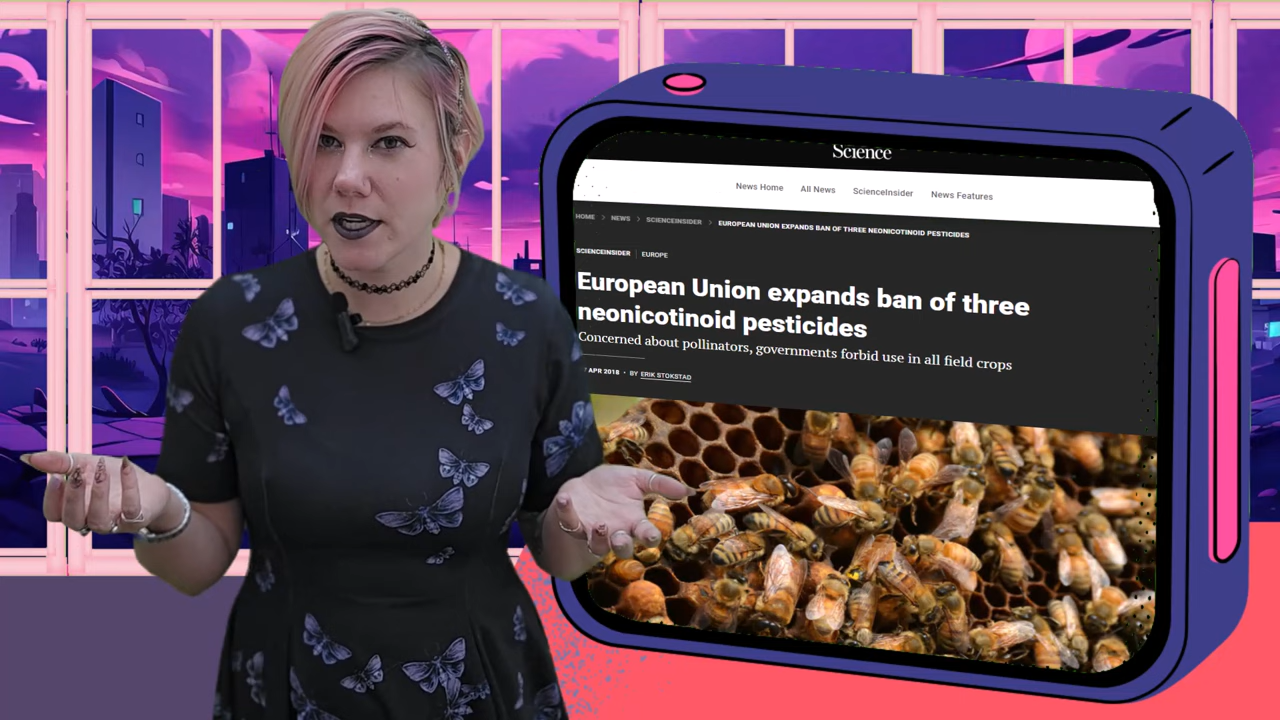 Science
News Home All News ScienceInsider News Features
HOME > NEWS > SCIENCEINSIDER > EUROPEAN UNION EXPANDS BAN OF THREE NEONICOTINOID PESTICIDES
SCIENCEINSIDER | EUROPE
European Union expands ban of three
neonicotinoid pesticides
Concerned about pollinators, governments forbid use in all field crops
APR 2018 • BY ERIK STOKSTAD